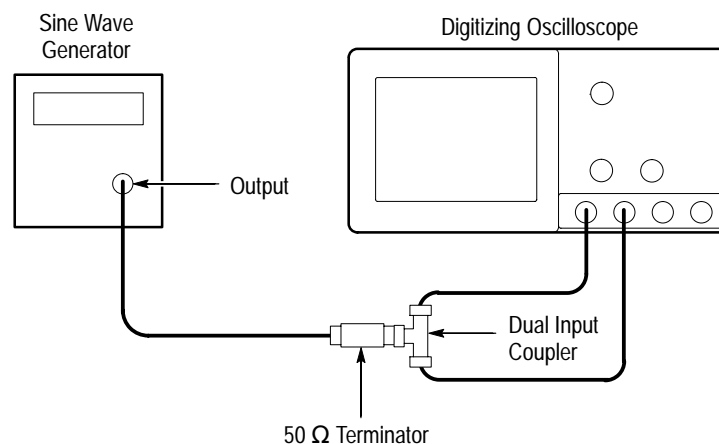 Sine Wave
Generator
Digitizing Oscilloscope
Output
Dual Input
Coupler
50 Ω Terminator